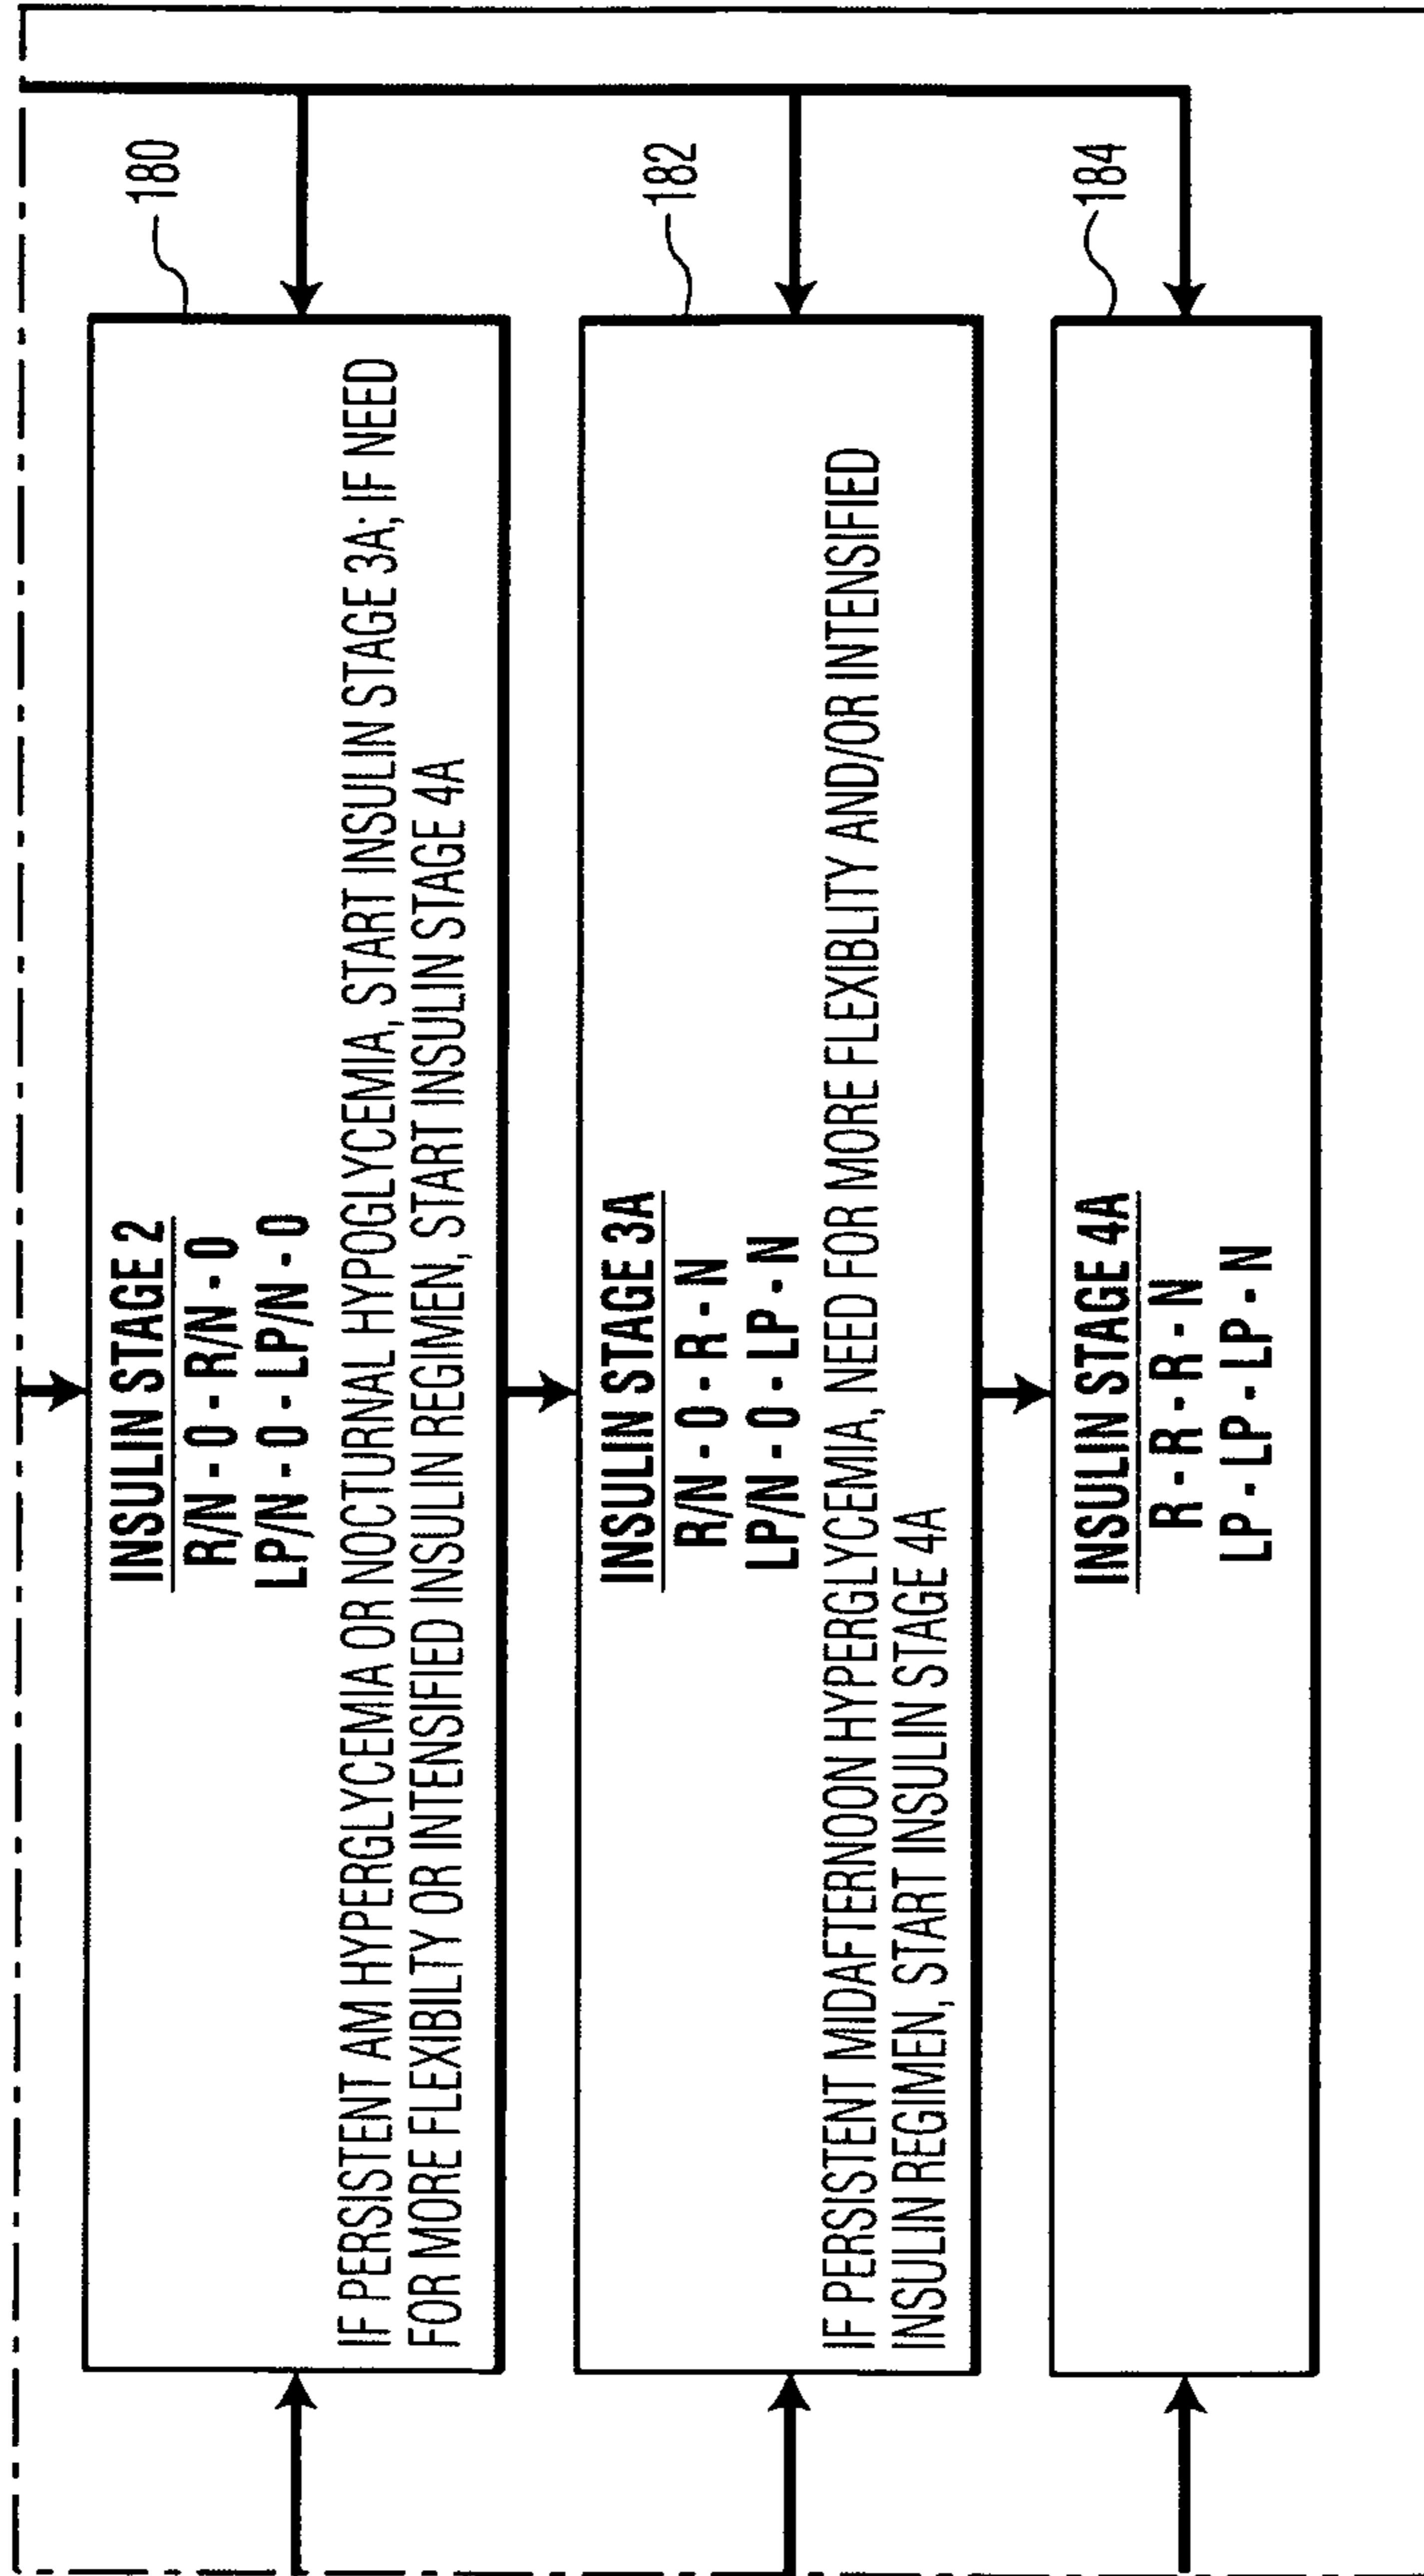 180
INSULIN STAGE 2
R/N - 0 - R/N - 0
LP/N - 0 - LP/N - 0
IF PERSISTENT AM HYPERGLYCEMIA OR NOCTURNAL HYPOGLYCEMIA, START INSULIN STAGE 3A; IF NEED
FOR MORE FLEXIBILTY OR INTENSIFIED INSULIN REGIMEN, START INSULIN STAGE 4A
182
INSULIN STAGE 3A
R/N - 0 - R - N
LP/N - 0 - LP - N
IF PERSISTENT MIDAFTERNOON HYPERGLYCEMIA, NEED FOR MORE FLEXIBLITY AND/OR INTENSIFIED
INSULIN REGIMEN, START INSULIN STAGE 4A
184
INSULIN STAGE 4A
R - R - R - N
LP - LP - LP - N